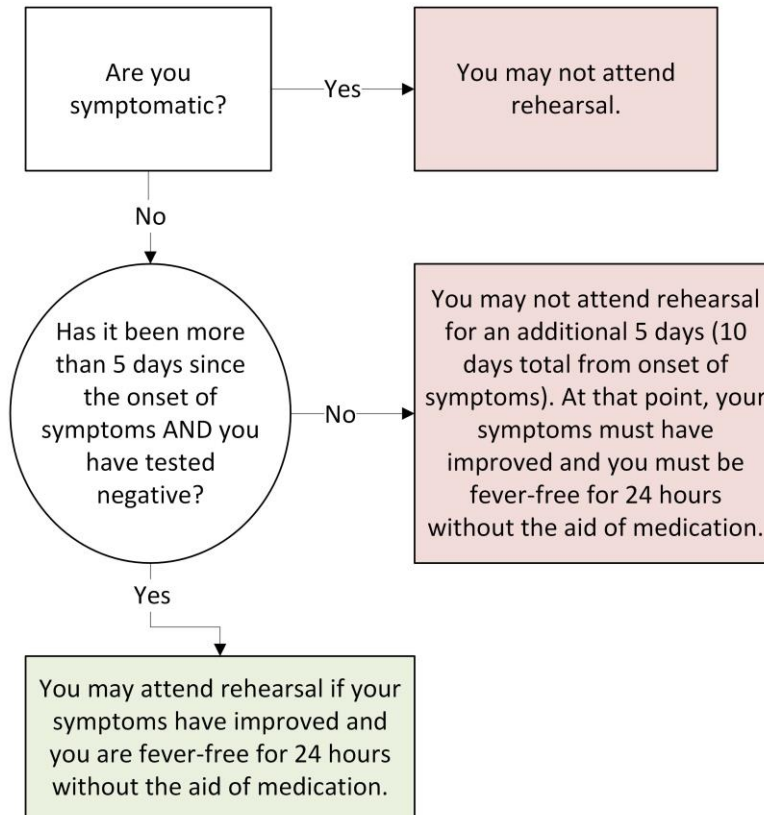 Are you
symptomatic?
Yes
You may not attend
rehearsal.
No
Has it been more
than 5 days since
the onset of
symptoms AND you
have tested
negative?
No
You may not attend rehearsal
for an additional 5 days (10
days total from onset of
symptoms). At that point, your
symptoms must have
improved and you must be
fever-free for 24 hours
without the aid of medication.
Yes
You may attend rehearsal if your
symptoms have improved and
you are fever-free for 24 hours
without the aid of medication.